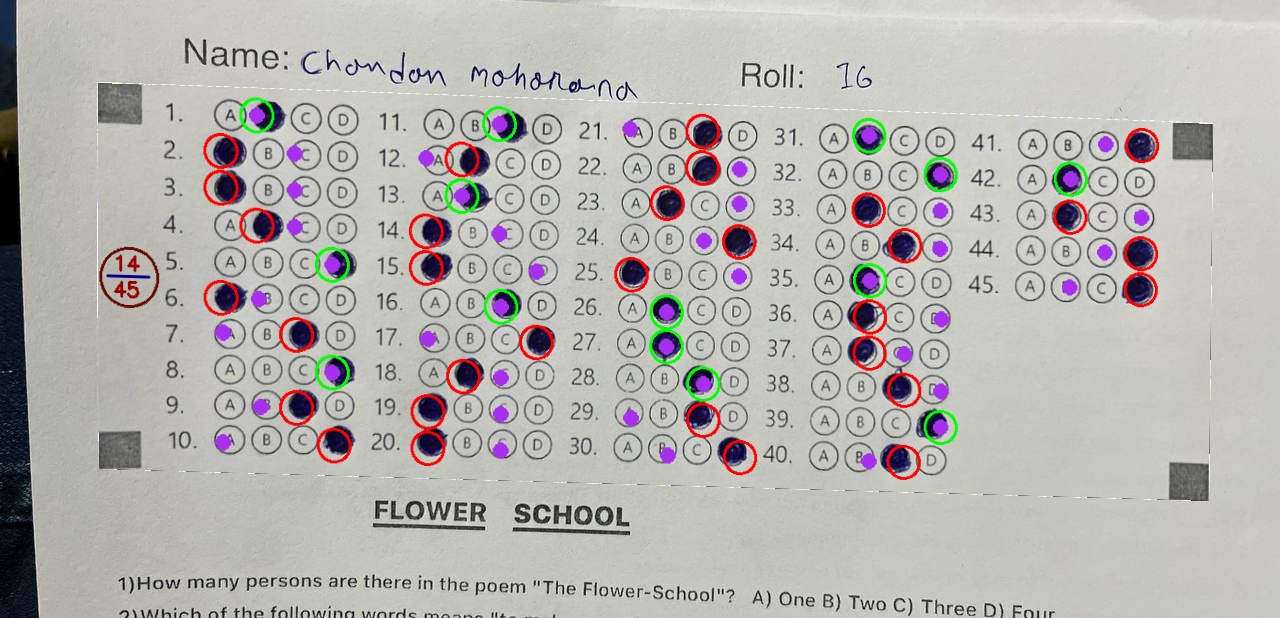 Name: Chandan moharana Roll: 16
1. A C D 11. A B D 21. A B D 31. A C D 41. A B
2. B C D 12. A C D 22. A B 32. A B C 42. A C D
3. B C D 13. A C D 23. A C 33. A C 43. A C
4. A C D 14. B C D 24. A B 34. A B 44. A B
5. A B C 15. B C D 25. B C 35. A C D 45. A C
14
45
6. B C D 16. A B D 26. A C D 36. A C D
7. A B D 17. A B C 27. A C D 37. A D
8. A B C 18. A C D 28. A B D 38. A B D
9. A B D 19. B C D 29. A B D 39. A B C
10. A B C 20. B C D 30. A B C 40. A B D
FLOWER SCHOOL
1)How many persons are there in the poem "The Flower-School"? A) One B) Two C) Three D) Four
2)Which of the following words means "to